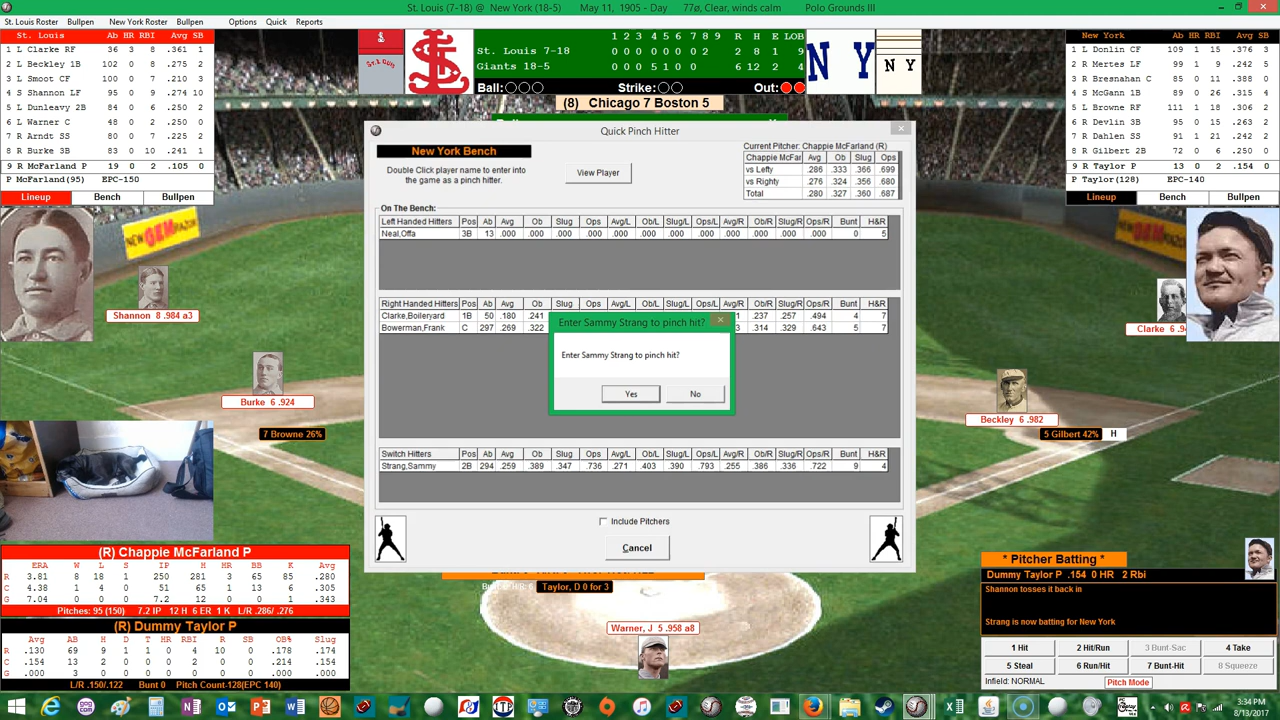 St. Louis (7-18) @ New York (18-5) May 11, 1905 - Day 77ø, Clear, winds calm Polo Grounds III
St. Louis Roster Bullpen New York Roster Bullpen Options Quick Reports
St. Louis Ab HR RBI Avg SB
1 L Clarke RF 36 3 8 .361 1
2 L Beckley 1B 102 0 8 .275 2
3 L Smoot CF 100 0 7 .210 3
4 S Shannon LF 95 0 9 .274 10
5 L Dunleavy 2B 84 0 6 .250 2
6 L Warner C 48 0 2 .250 0
7 R Arndt SS 80 0 7 .225 2
8 R Burke 3B 83 0 10 .241 1
9 R McFarland P 19 0 2 .105 0
P McFarland(95) EPC-150
Lineup Bench Bullpen
ST. LOUIS
1 2 3 4 5 6 7 8 9 R H E LOB
St. Louis 7-18 0 0 0 0 0 0 0 2 2 8 1 9
Giants 18-5 0 0 0 5 1 0 0 6 12 2 4
Ball: Strike: Out:
(8) Chicago 7 Boston 5
NY
N Y
New York Ab HR RBI Avg SB
1 L Donlin CF 109 1 15 .376 3
2 R Mertes LF 99 1 9 .242 5
3 R Bresnahan C 85 0 11 .388 0
4 S McGann 1B 89 0 26 .315 4
5 L Browne RF 111 1 18 .306 2
6 R Devlin 3B 95 0 13 .263 2
7 R Dahlen SS 91 1 21 .242 2
8 R Gilbert 2B 72 0 6 .250 0
9 R Taylor P 13 0 2 .154 0
P Taylor(128) EPC-140
Lineup Bench Bullpen
Quick Pinch Hitter
New York Bench
Double Click player name to enter into
the game as a pinch hitter.
View Player
Current Pitcher: Chappie McFarland (R)
Chappie McFar Avg Ob Slug Ops
vs Lefty .286 .333 .366 .699
vs Righty .276 .324 .356 .680
Total .280 .327 .360 .687
On The Bench:
Left Handed Hitters Pos Ab Avg Ob Slug Ops Avg/L Ob/L Slug/L Ops/L Avg/R Ob/R Slug/R Ops/R Bunt H&R
Neal,Offa 3B 13 .000 .000 .000 .000 .000 .000 .000 .000 .000 .000 .000 .000 0 5
Right Handed Hitters Pos Ab Avg Ob Slug Ops Avg/L Ob/L Slug/L Ops/L Avg/R Ob/R Slug/R Ops/R Bunt H&R
Clarke,Boileryard 1B 50 .180 .241 .237 .257 .494 4 7
Bowerman,Frank C 297 .269 .322 3 .314 .329 .643 5 7
Enter Sammy Strang to pinch hit?
Enter Sammy Strang to pinch hit?
Yes No
Switch Hitters Pos Ab Avg Ob Slug Ops Avg/L Ob/L Slug/L Ops/L Avg/R Ob/R Slug/R Ops/R Bunt H&R
Strang,Sammy 2B 294 .259 .389 .347 .736 .271 .403 .390 .793 .255 .386 .336 .722 9 4
Include Pitchers
Cancel
Shannon 8 .984 a3
Burke 6 .924
7 Browne 26%
Clarke 6 .9
Beckley 6 .982
5 Gilbert 42% H
Taylor, D 0 for 3
Warner, J 5 .958 a8
(R) Chappie McFarland P
ERA W L S IP H HR BB K Avg
R 3.81 8 18 1 250 281 3 65 85 .280
C 4.38 1 4 0 51 65 1 13 6 .305
G 7.04 0 0 0 7.2 12 0 0 1 .343
Pitches: 95 (150) 7.2 IP 12 H 6 ER 1 K L/R .286/ .276
(R) Dummy Taylor P
Avg AB H D T HR RBI R SB OB% Slug
R .130 69 9 1 1 0 4 10 0 .178 .174
C .154 13 2 0 0 0 2 0 0 .214 .154
G .000 3 0 0 0 0 0 0 0 .000 .000
L/R .150/.122 Bunt 0 Pitch Count-128(EPC 140)
* Pitcher Batting *
Dummy Taylor P .154 0 HR 2 Rbi
Shannon tosses it back in
Strang is now batting for New York
1 Hit 2 Hit/Run 3 Bunt-Sac 4 Take
5 Steal 6 Run/Hit 7 Bunt-Hit 8 Squeeze
Infield: NORMAL Pitch Mode
3:34 PM
8/13/2017